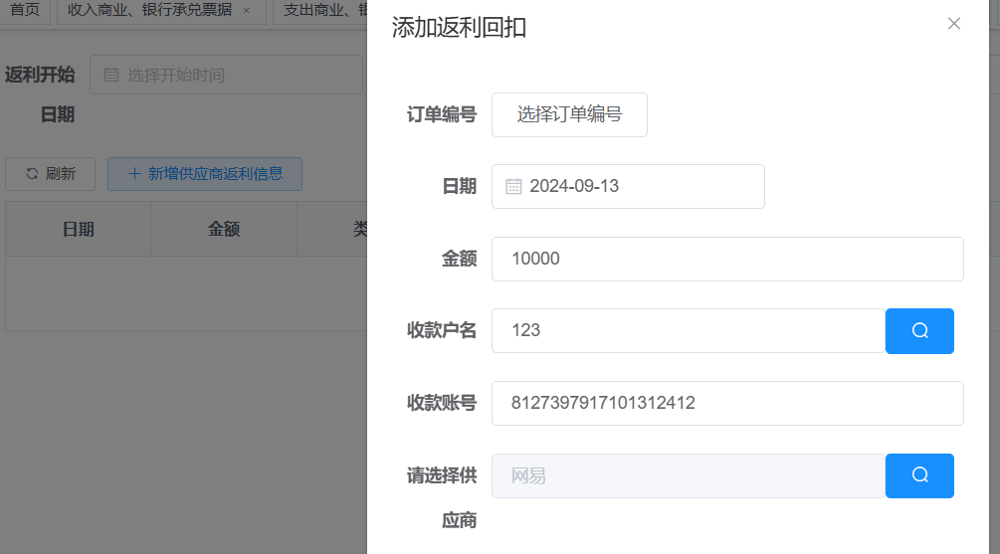 首页
收入商业、银行承兑票据 ×
支出商业、银
返利开始
日期
选择开始时间
刷新
新增供应商返利信息
日期
金额
类
添加返利回扣
订单编号
选择订单编号
日期
2024-09-13
金额
10000
收款户名
123
收款账号
8127397917101312412
请选择供
应商
网易